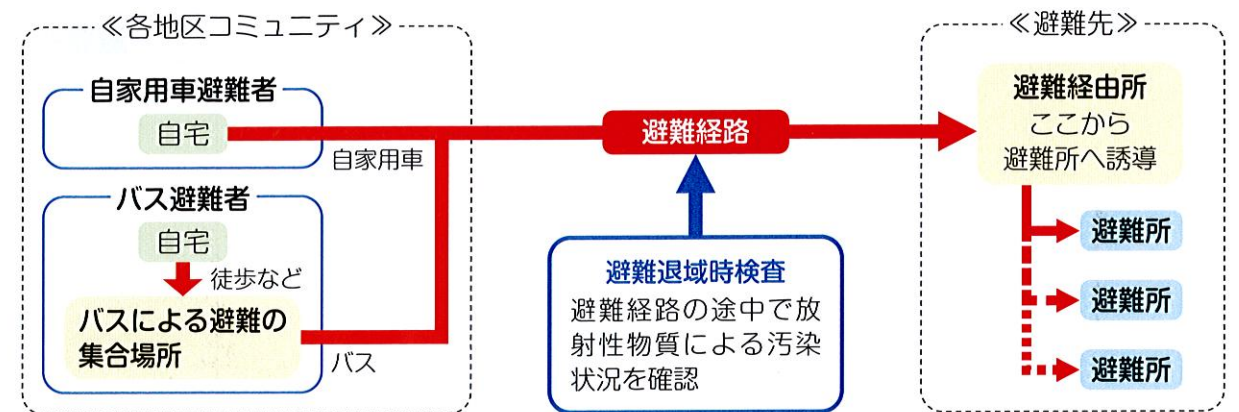 ≪各地区コミュニティ≫
自家用車避難者
自宅
自家用車
バス避難者
自宅
徒歩など
バスによる避難の
集合場所
バス
避難経路
避難退域時検査
避難経路の途中で放
射性物質による汚染
状況を確認
≪避難先≫
避難経由所
ここから
避難所へ誘導
避難所
避難所
避難所